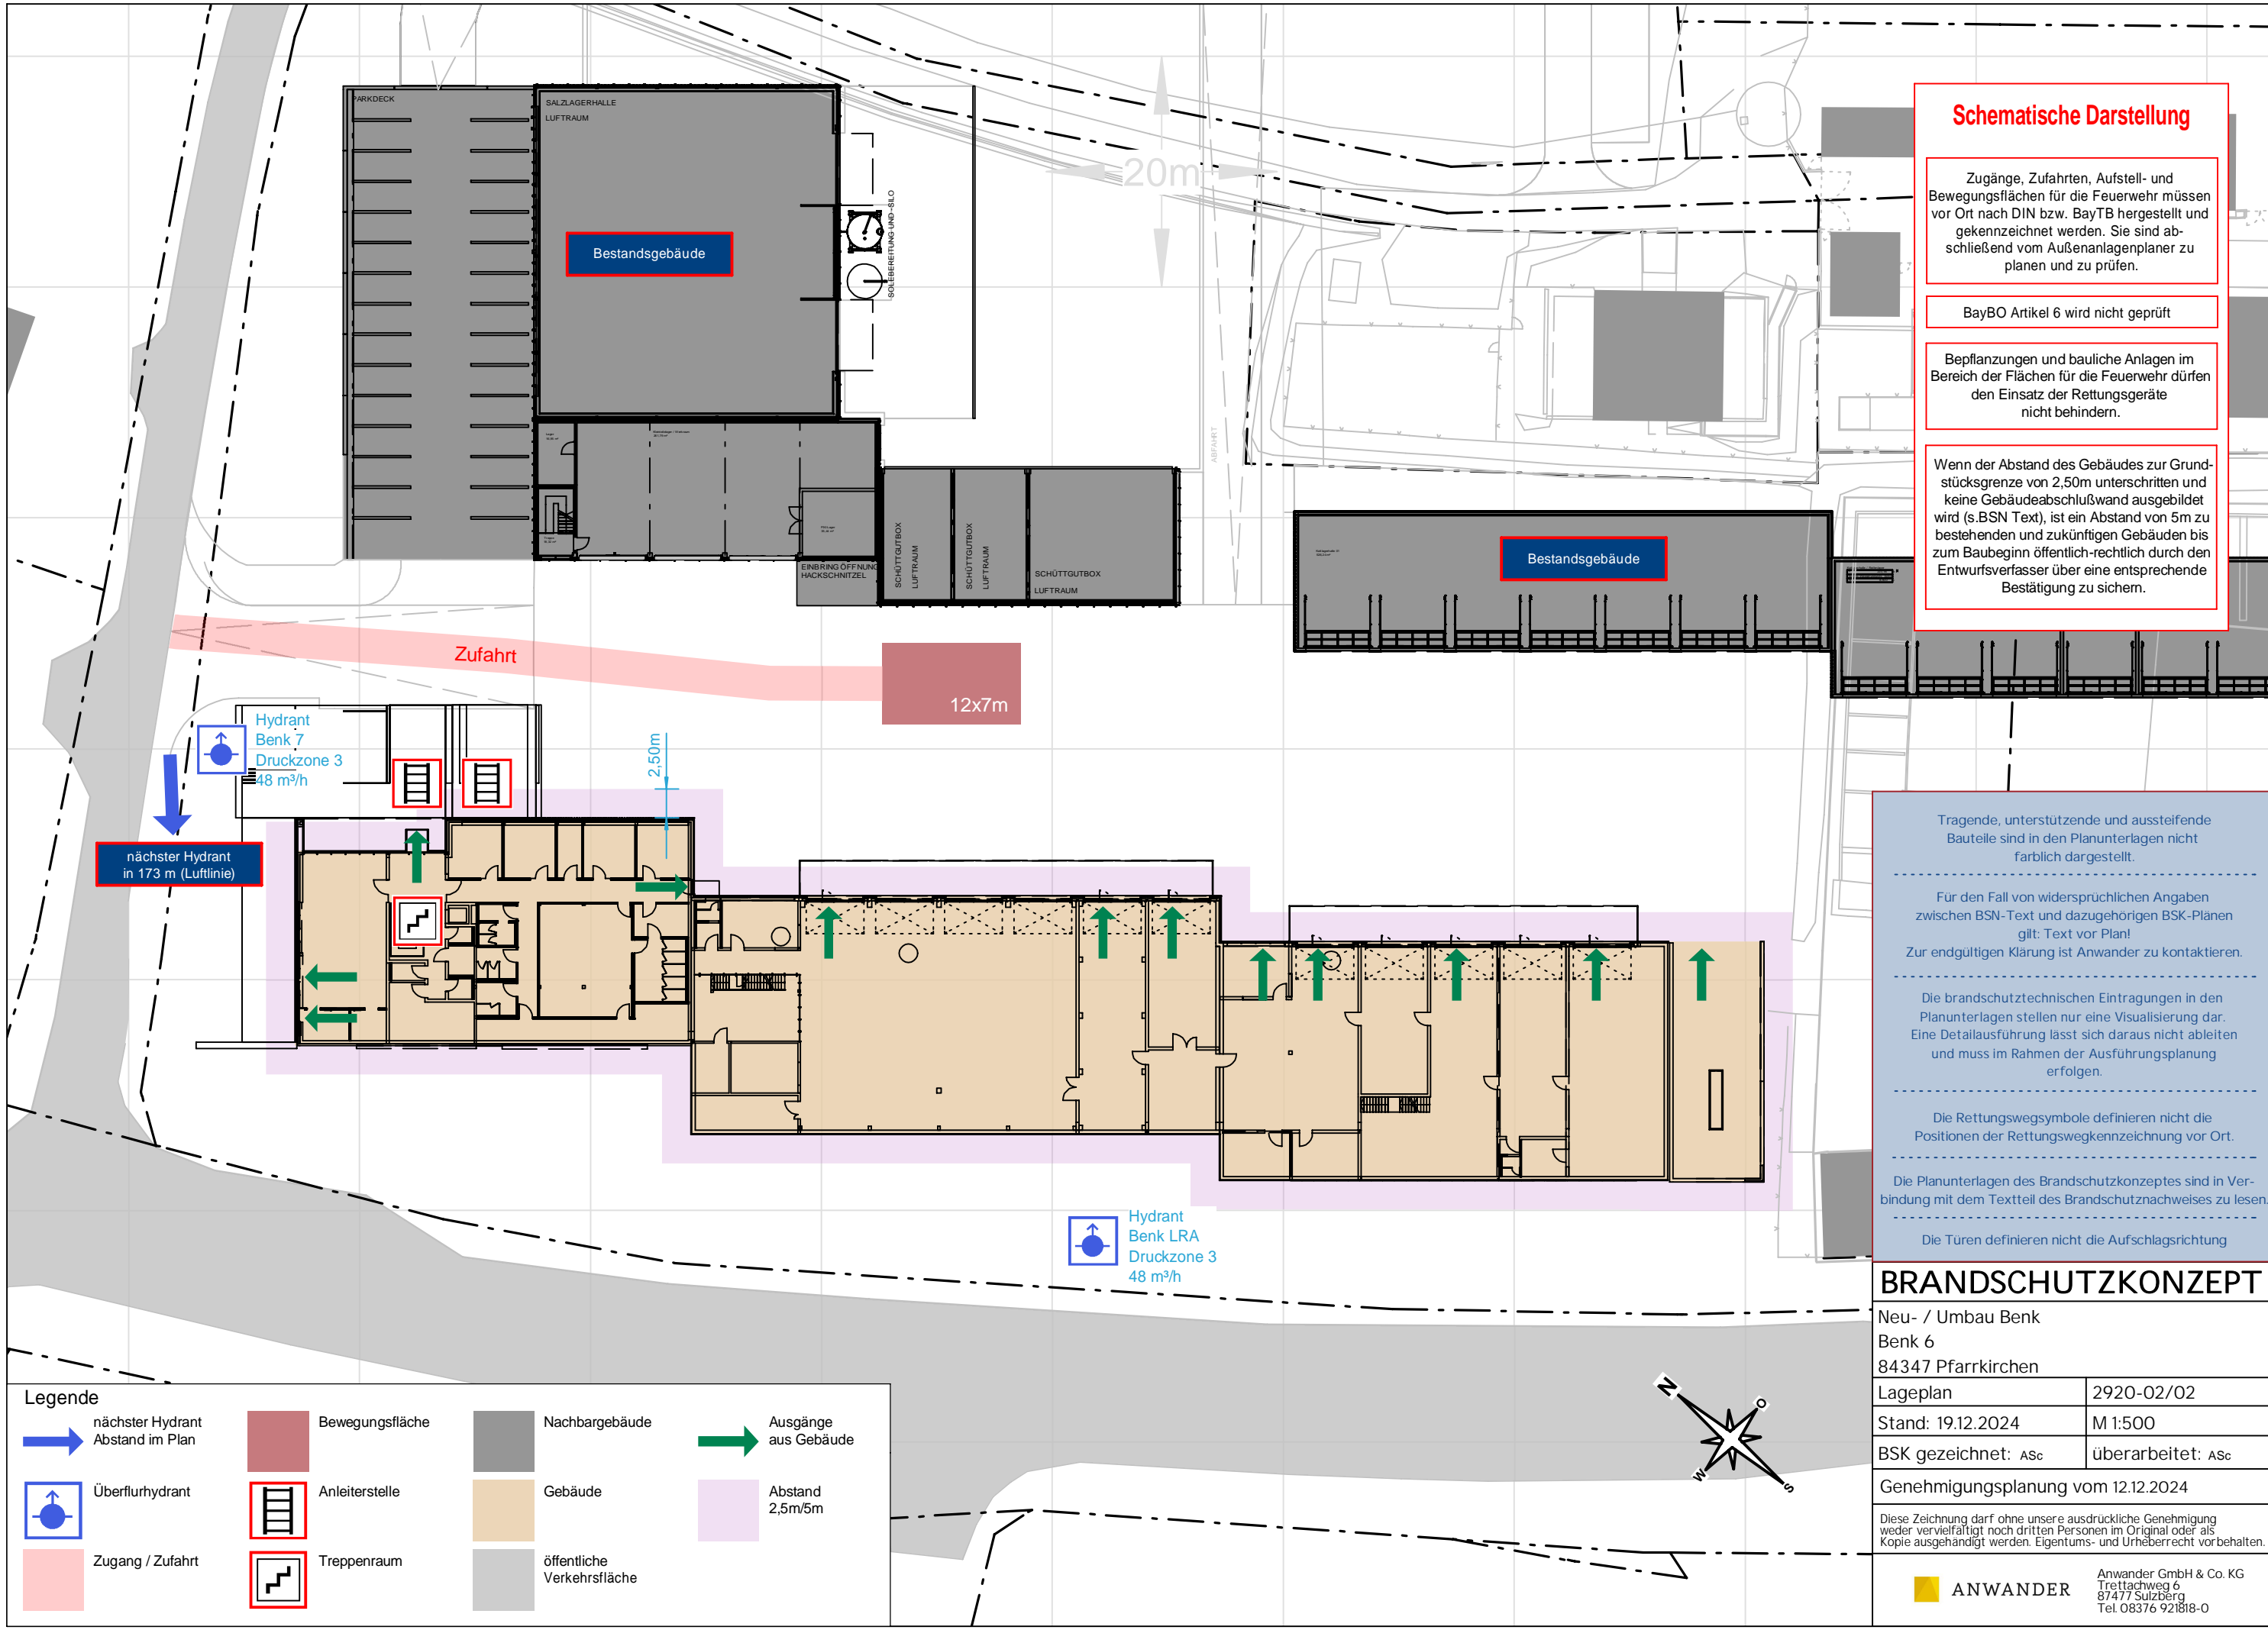 PARKDECK
SALZLAGERHALLE
LUFTRAUM
SOLEBEREITUNG UND -SILO
20m
Bestandsgebäude
ABFAHRT
EINBRING ÖFFNUNG
HACKSCHNITZEL
SCHÜTTGUTBOX
LUFTRAUM
SCHÜTTGUTBOX
LUFTRAUM
SCHÜTTGUTBOX
LUFTRAUM
Bestandsgebäude
Schematische Darstellung
Zugänge, Zufahrten, Aufstell- und
Bewegungsflächen für die Feuerwehr müssen
vor Ort nach DIN bzw. BayTB hergestellt und
gekennzeichnet werden. Sie sind ab-
schließend vom Außenanlagenplaner zu
planen und zu prüfen.
BayBO Artikel 6 wird nicht geprüft
Bepflanzungen und bauliche Anlagen im
Bereich der Flächen für die Feuerwehr dürfen
den Einsatz der Rettungsgeräte
nicht behindern.
Wenn der Abstand des Gebäudes zur Grund-
stücksgrenze von 2,50m unterschritten und
keine Gebäudeabschlußwand ausgebildet
wird (s.BSN Text), ist ein Abstand von 5m zu
bestehenden und zukünftigen Gebäuden bis
zum Baubeginn öffentlich-rechtlich durch den
Entwurfsverfasser über eine entsprechende
Bestätigung zu sichern.
Zufahrt
12x7m
Hydrant
Benk 7
Druckzone 3
48 m³/h
2,50m
nächster Hydrant
in 173 m (Luftlinie)
Hydrant
Benk LRA
Druckzone 3
48 m³/h
Tragende, unterstützende und aussteifende
Bauteile sind in den Planunterlagen nicht
farblich dargestellt.
Für den Fall von widersprüchlichen Angaben
zwischen BSN-Text und dazugehörigen BSK-Plänen
gilt: Text vor Plan!
Zur endgültigen Klärung ist Anwander zu kontaktieren.
Die brandschutztechnischen Eintragungen in den
Planunterlagen stellen nur eine Visualisierung dar.
Eine Detailausführung lässt sich daraus nicht ableiten
und muss im Rahmen der Ausführungsplanung
erfolgen.
Die Rettungswegsymbole definieren nicht die
Positionen der Rettungswegkennzeichnung vor Ort.
Die Planunterlagen des Brandschutzkonzeptes sind in Ver-
bindung mit dem Textteil des Brandschutznachweises zu lesen.
Die Türen definieren nicht die Aufschlagsrichtung
BRANDSCHUTZKONZEPT
Neu- / Umbau Benk
Benk 6
84347 Pfarrkirchen
Lageplan 2920-02/02
Stand: 19.12.2024 M 1:500
BSK gezeichnet: ASc überarbeitet: ASc
Genehmigungsplanung vom 12.12.2024
Diese Zeichnung darf ohne unsere ausdrückliche Genehmigung
weder vervielfältigt noch dritten Personen im Original oder als
Kopie ausgehändigt werden. Eigentums- und Urheberrecht vorbehalten.
ANWANDER
Anwander GmbH & Co. KG
Trettachweg 6
87477 Sulzberg
Tel. 08376 921818-0
N
O
W
S
Legende
nächster Hydrant
Abstand im Plan
Bewegungsfläche
Nachbargebäude
Ausgänge
aus Gebäude
Überflurhydrant
Anleiterstelle
Gebäude
Abstand
2,5m/5m
Zugang / Zufahrt
Treppenraum
öffentliche
Verkehrsfläche